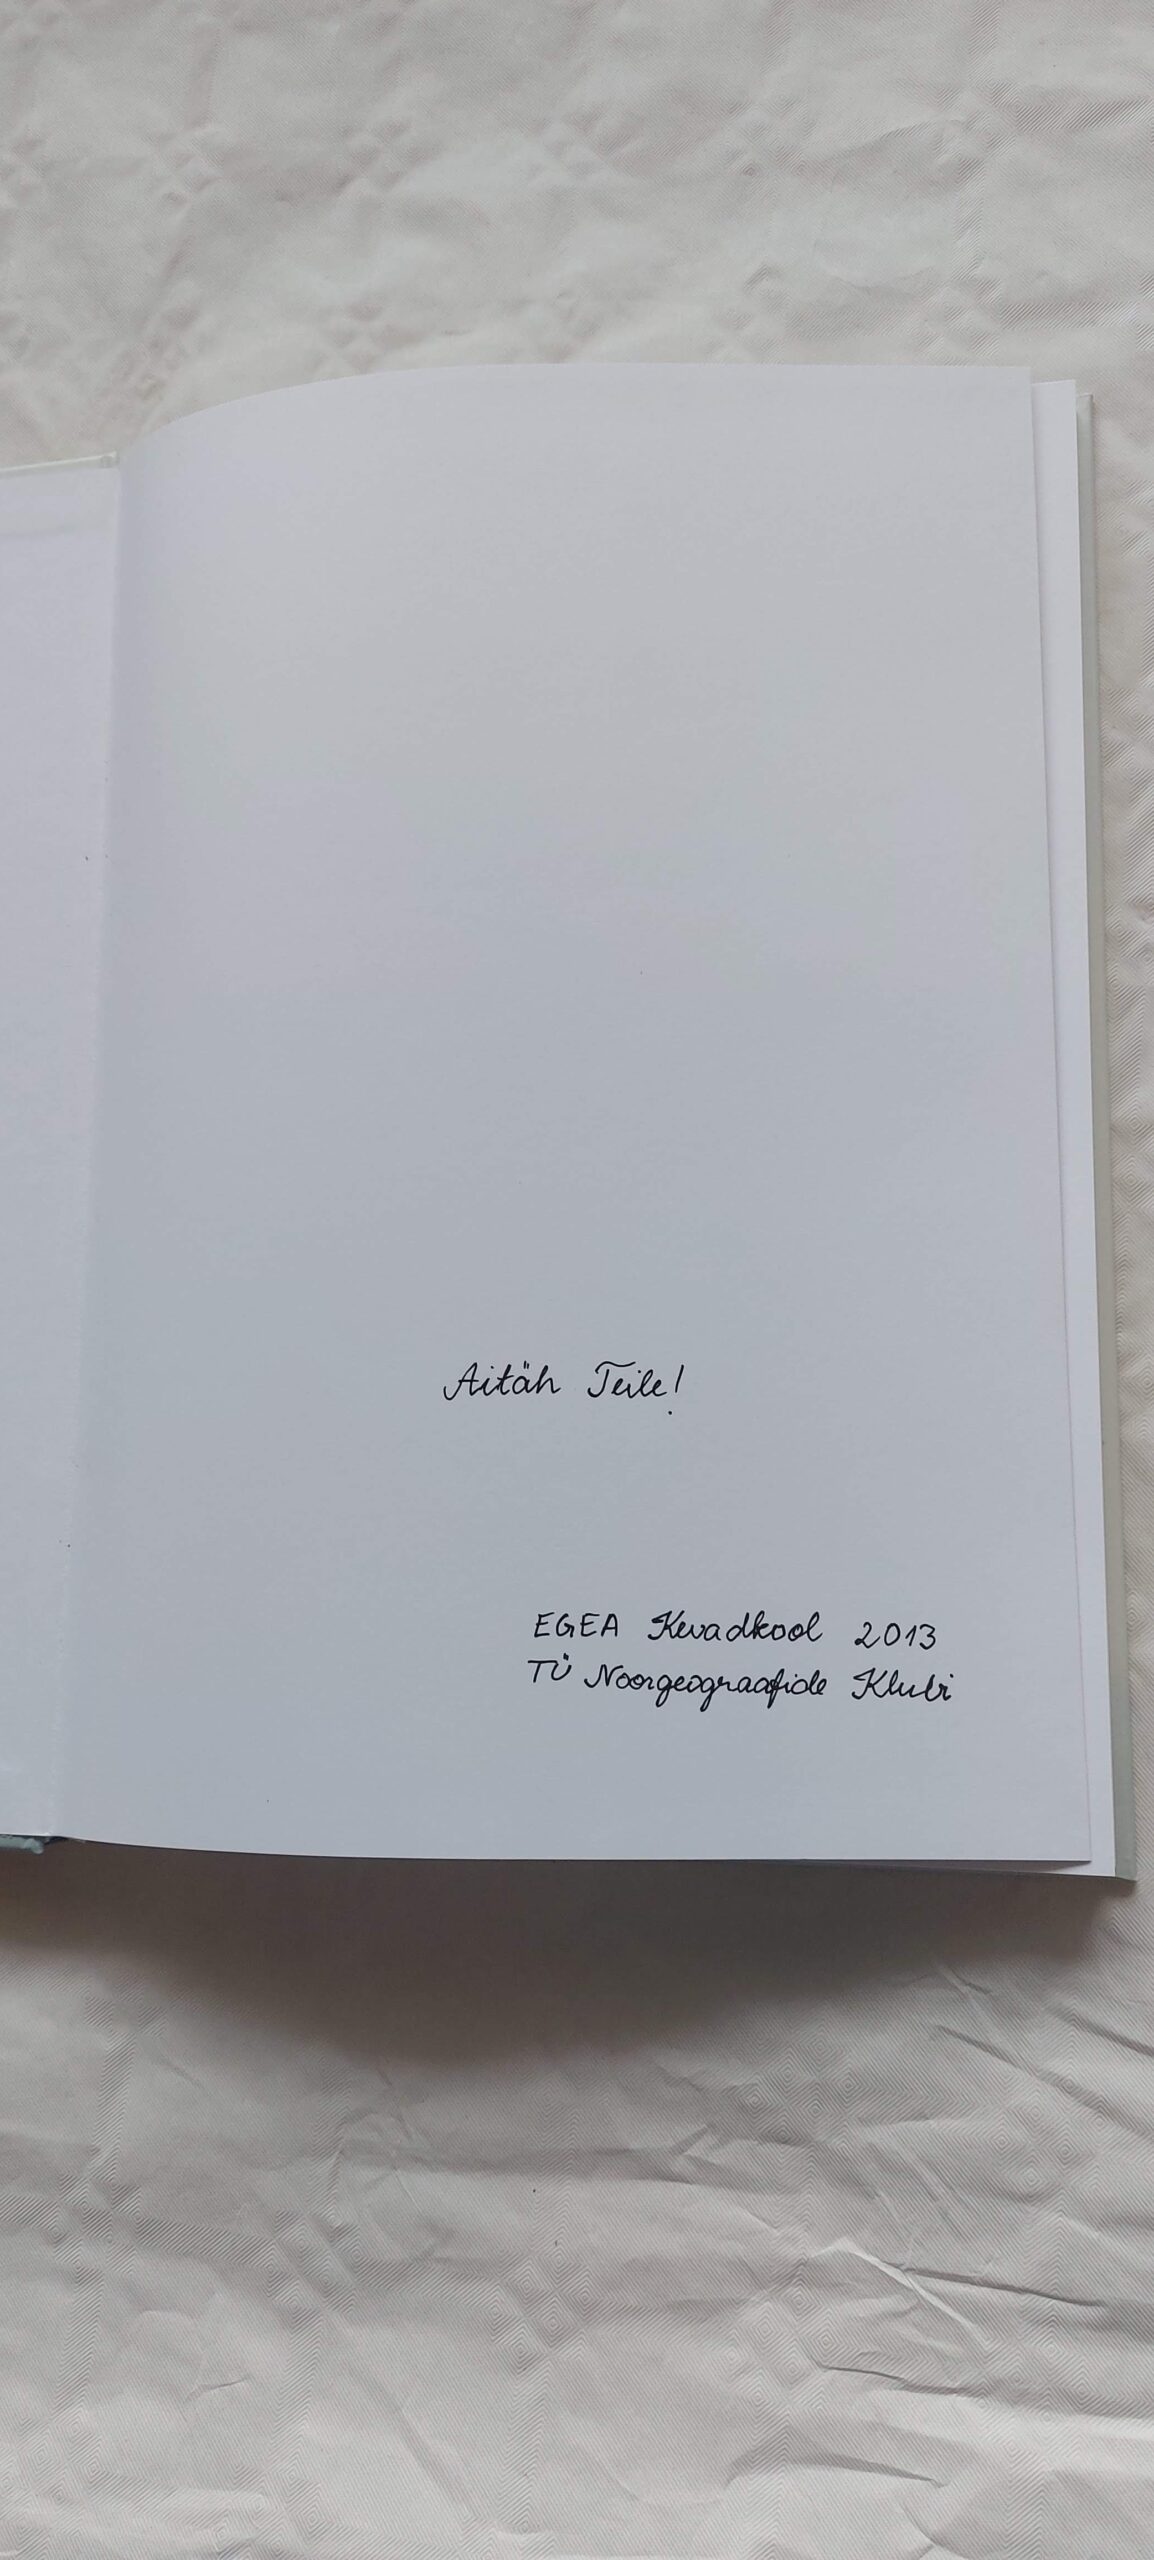 Aitäh Teile!
EGEA Kevadkool 2013
TÜ Noorgeograafide Klubi